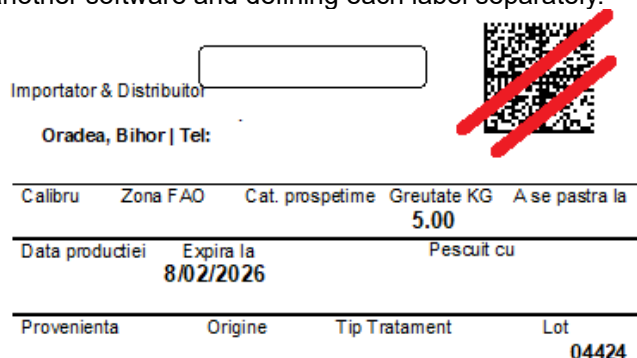 another software and defining each label separately.
Importator & Distribuitor
Oradea, Bihor | Tel:
Calibru Zona FAO Cat. prospetime Greutate KG A se pastra la
5.00
Data productiei Expira la Pescuit cu
8/02/2026
Provenienta Origine Tip Tratament Lot
04424